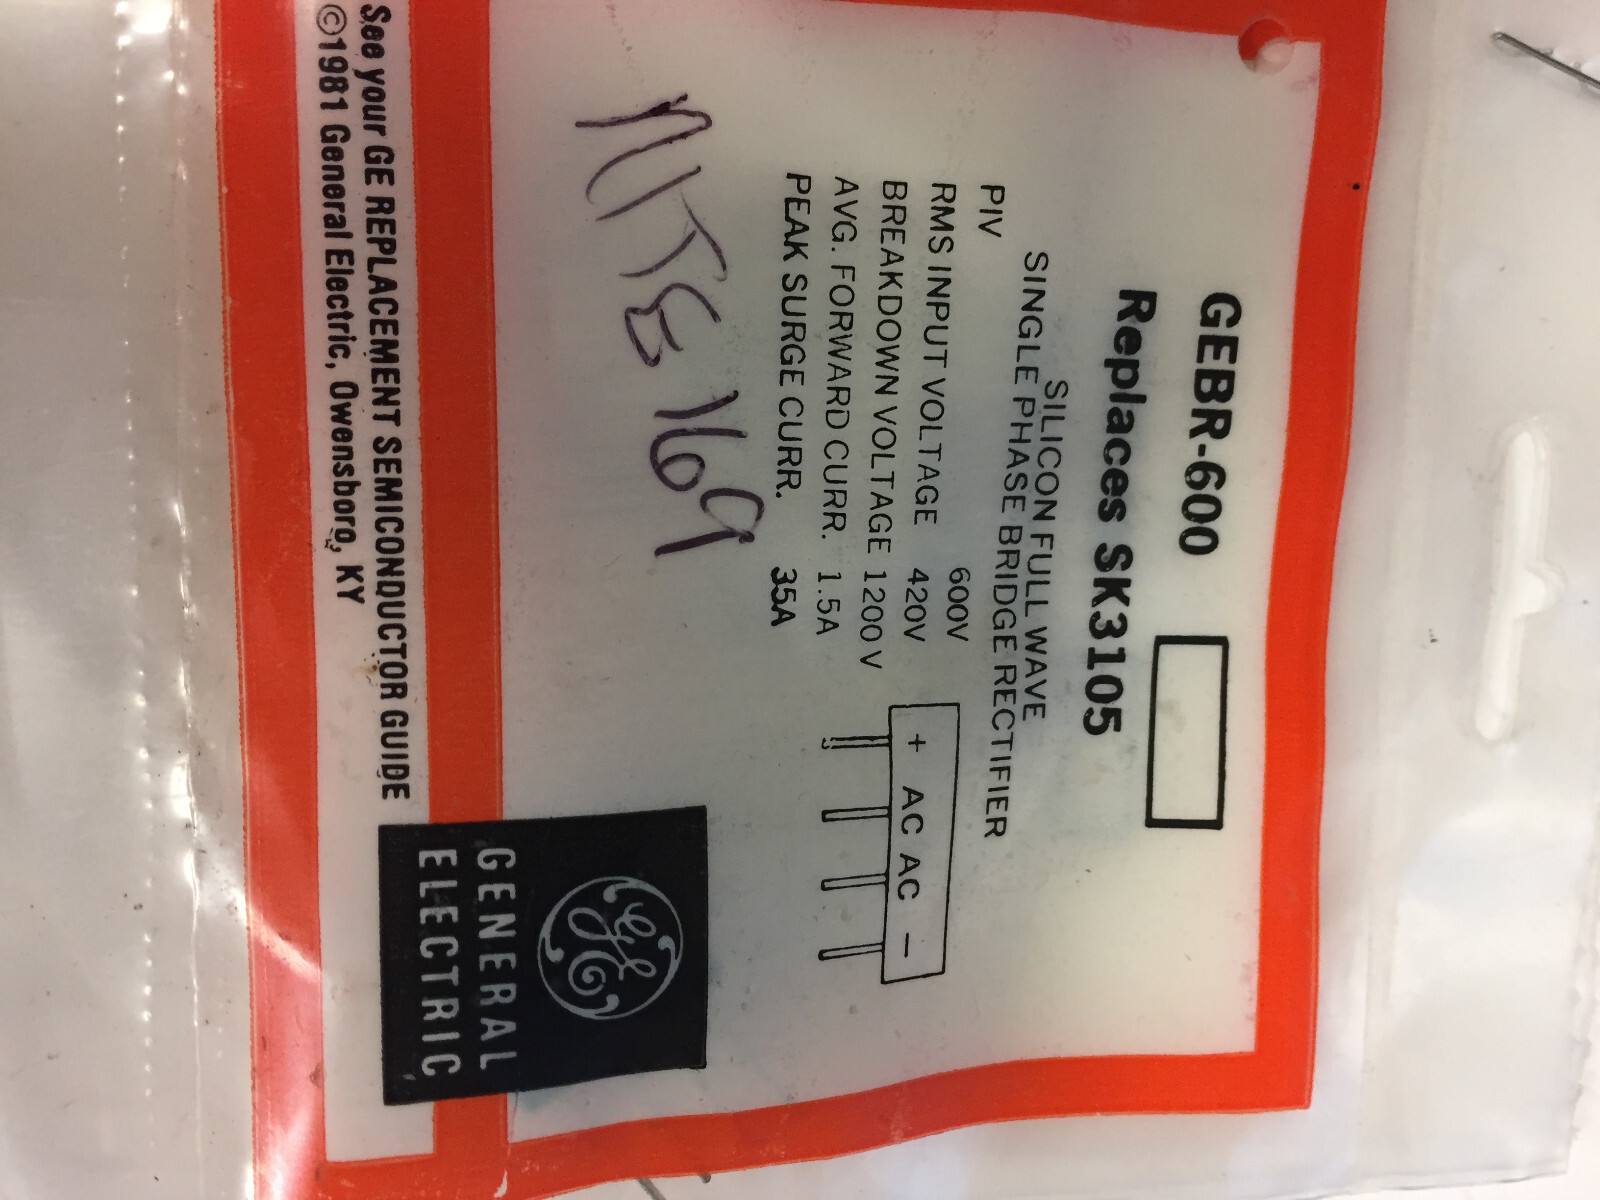 GEBR-600
Replaces SK3105
SILICON FULL WAVE
SINGLE PHASE BRIDGE RECTIFIER
PIV 600V
RMS INPUT VOLTAGE 420V
BREAKDOWN VOLTAGE 1200V
AVG. FORWARD CURR. 1.5A
PEAK SURGE CURR. 35A
+ AC AC -
NTE 169
GE
GENERAL
ELECTRIC
See your GE REPLACEMENT SEMICONDUCTOR GUIDE
©1981 General Electric, Owensboro, KY